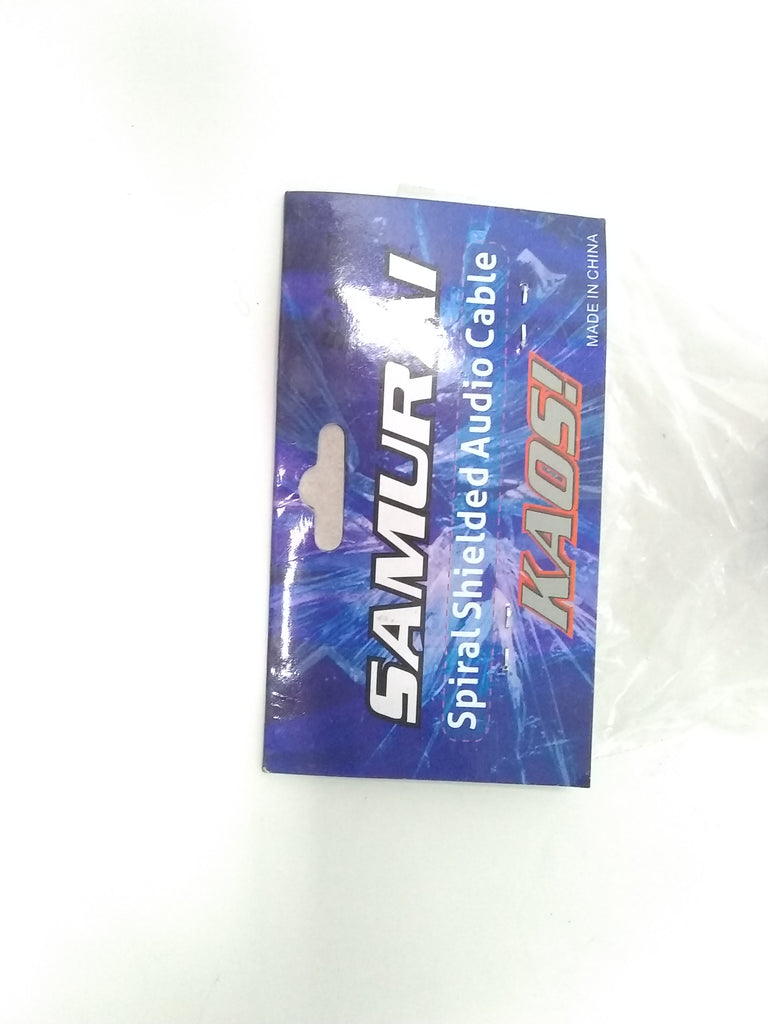 SAMURAI
Spiral Shielded Audio Cable
KAOS!
MADE IN CHINA